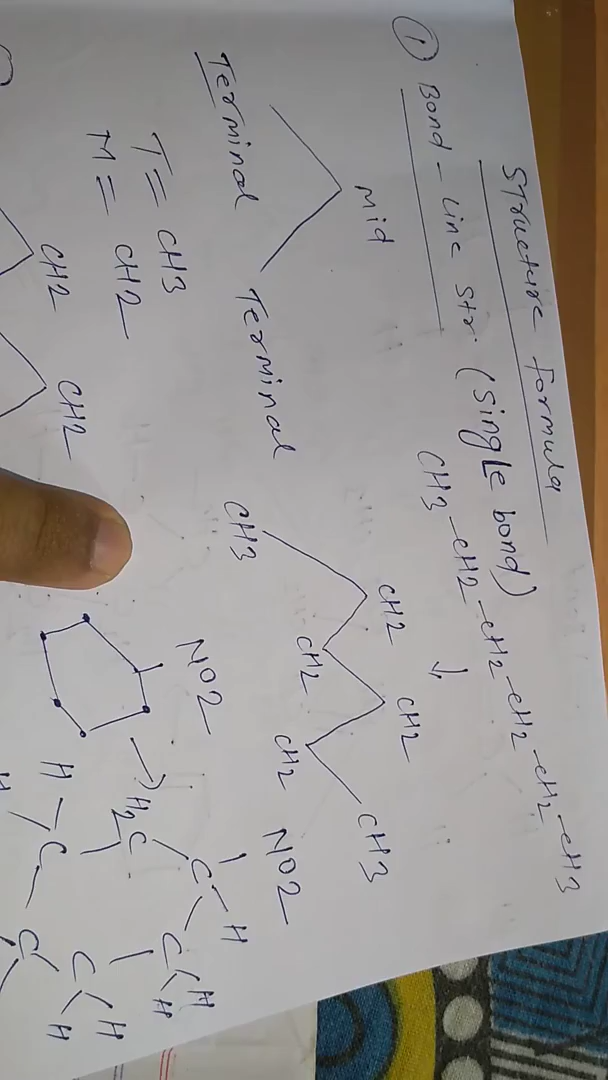 Structure formula
① Bond - Line Str. (Single bond)
CH3 - CH2 - CH2 - CH2 - CH2 - CH3
↓
Mid
Terminal
Terminal
CH2
CH2
CH3
CH2
CH2
CH3
T = CH3
M = CH2
CH2
CH2
NO2
NO2
H2C
C - H
C
H
H
H
C
C
H
H
C
H